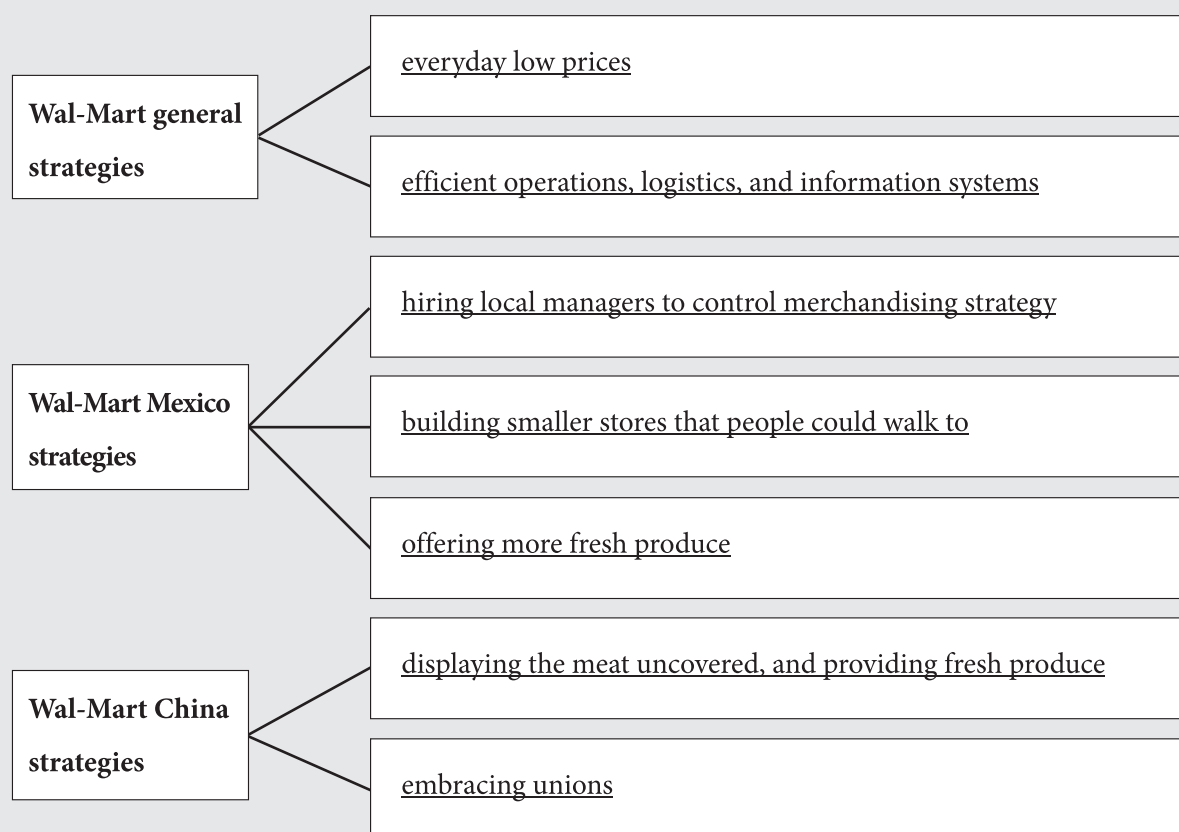 Wal-Mart general
strategies
everyday low prices
efficient operations, logistics, and information systems
Wal-Mart Mexico
strategies
hiring local managers to control merchandising strategy
building smaller stores that people could walk to
offering more fresh produce
Wal-Mart China
strategies
displaying the meat uncovered, and providing fresh produce
embracing unions